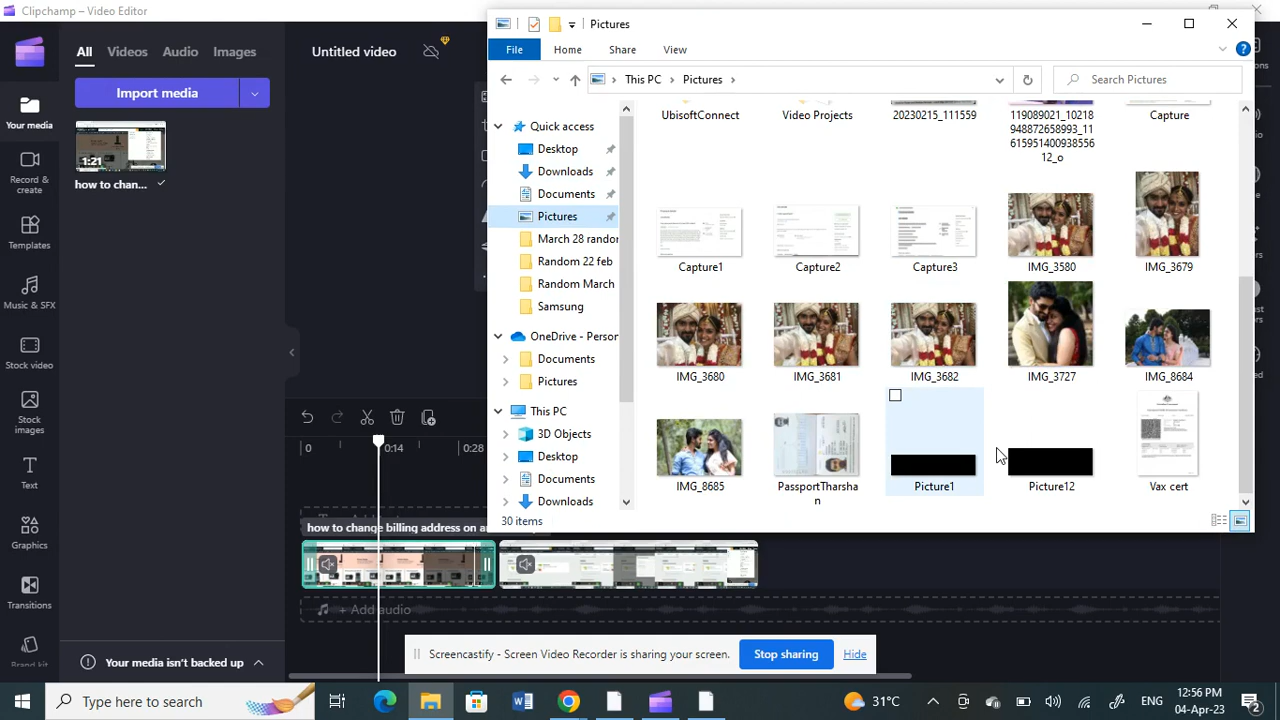 Clipchamp – Video Editor
Pictures
All
Videos
Audio
Images
Untitled video
File
Home
Share
View
Import media
This PC
Pictures
Search Pictures
Your media
1:21
how to chan...
Record & create
Templates
Music & SFX
Stock video
Stock images
Text
Graphics
Transitions
Brand kit
Quick access
Desktop
Downloads
Documents
Pictures
March 28 randor
Random 22 feb
Random March
Samsung
OneDrive - Person
Documents
Pictures
This PC
3D Objects
Desktop
Documents
Downloads
UbisoftConnect
Video Projects
20230215_111559
119089021_10218
948872658993_11
615951400938556
12_o
Capture
Capture1
Capture2
Capture3
IMG_3580
IMG_3679
IMG_3680
IMG_3681
IMG_3682
IMG_3727
IMG_8684
IMG_8685
PassportTharsha
n
Picture1
Picture12
Vax cert
30 items
0
0:14
0:28
how to change billing address on
+ Add audio
Your media isn't backed up
Screencastify - Screen Video Recorder is sharing your screen.
Stop sharing
Hide
Type here to search
31°C
ENG
12:56 PM
04-Apr-23
2